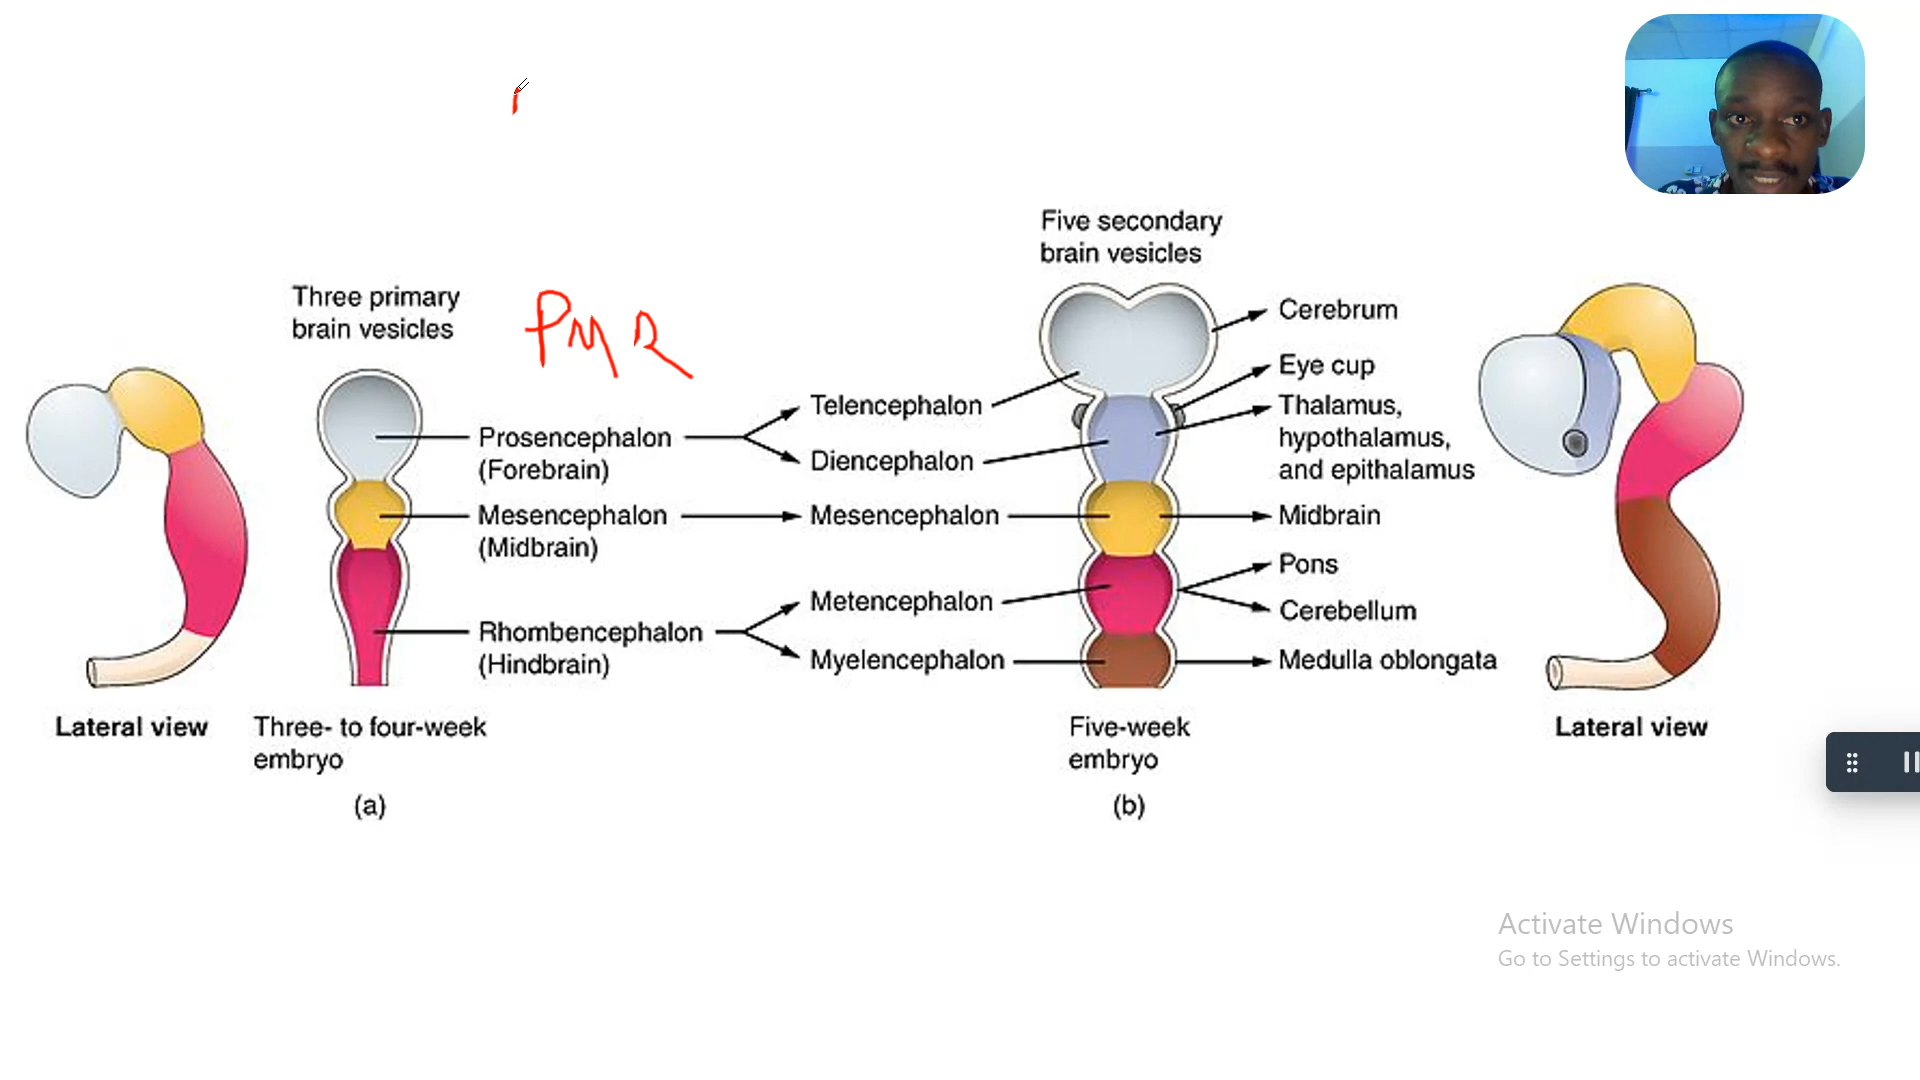 Five secondary
brain vesicles
Three primary
brain vesicles
PMR
Cerebrum
Eye cup
Telencephalon
Thalamus,
hypothalamus,
and epithalamus
Prosencephalon
(Forebrain)
Diencephalon
Mesencephalon
(Midbrain)
Mesencephalon
Midbrain
Pons
Metencephalon
Cerebellum
Rhombencephalon
(Hindbrain)
Myelencephalon
Medulla oblongata
Lateral view
Three- to four-week
embryo
Five-week
embryo
Lateral view
(a)
(b)
Activate Windows
Go to Settings to activate Windows.